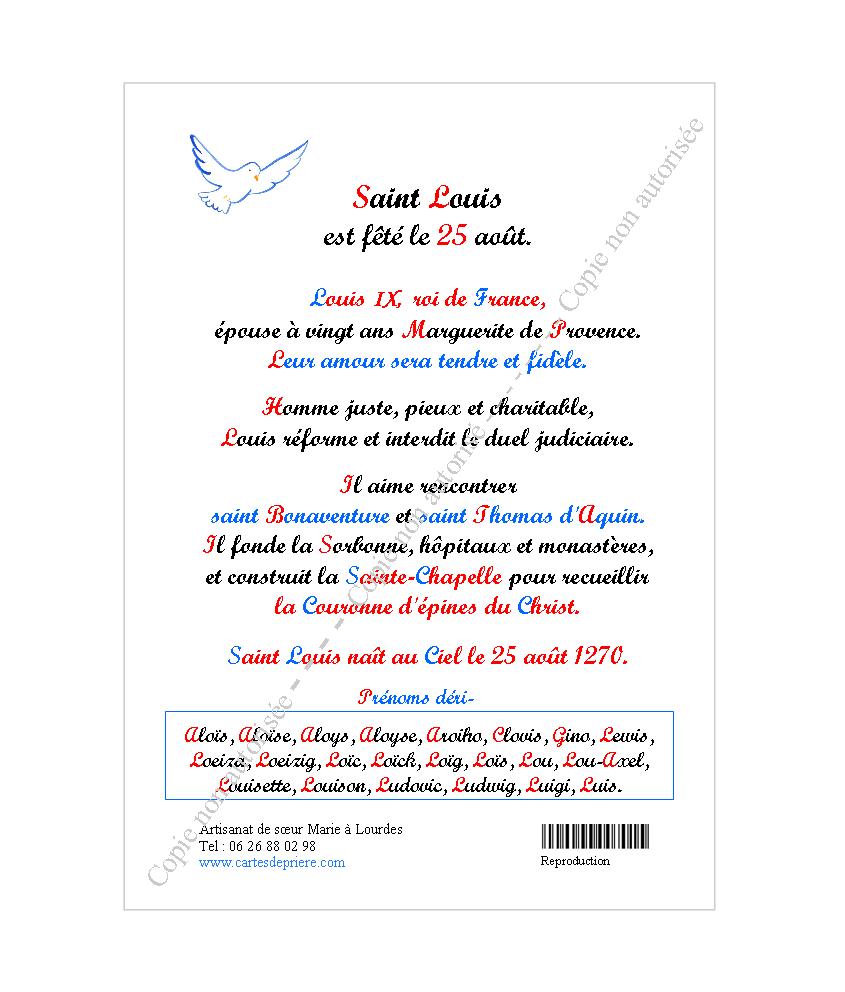 Saint Louis
est fêté le 25 août.
Louis IX, roi de France,
épouse à vingt ans Marguerite de Provence.
Leur amour sera tendre et fidèle.
Homme juste, pieux et charitable,
Louis réforme et interdit le duel judiciaire.
Il aime rencontrer
saint Bonaventure et saint Thomas d'Aquin.
Il fonde la Sorbonne, hôpitaux et monastères,
et construit la Sainte-Chapelle pour recueillir
la Couronne d'épines du Christ.
Saint Louis naît au Ciel le 25 août 1270.
Prénoms déri-
Aloïs, Aloïse, Aloys, Aloyse, Aroiho, Clovis, Gino, Lewis,
Loeiza, Loeizig, Loïc, Loïck, Loïg, Loïs, Lou, Lou-Axel,
Louisette, Louison, Ludovic, Ludwig, Luigi, Luis.
Artisanat de sœur Marie à Lourdes
Tel : 06 26 88 02 98
www.cartesdepriere.com
Reproduction
Copie non autorisée - - - - - Copie non autorisé - - - - - Copie non autorisée